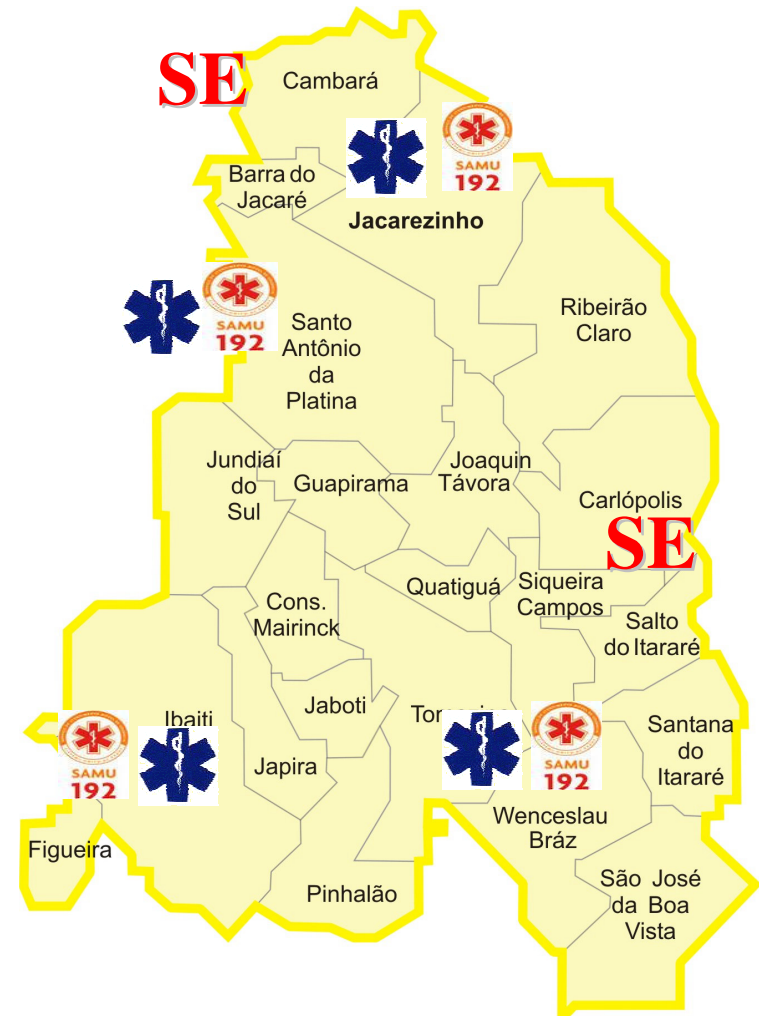 SE
Cambará
SAMU
192
Barra do
Jacaré
Jacarezinho
SAMU
192
Santo
Antônio
da
Platina
Ribeirão
Claro
Jundiaí
do
Sul
Guapirama
Joaquin
Távora
Carlópolis
SE
Quatiguá
Siqueira
Campos
Cons.
Mairinck
Salto
do Itararé
Jaboti
Ibaiti
SAMU
192
Japira
SAMU
192
Santana
do
Itararé
Wenceslau
Bráz
Figueira
Pinhalão
São José
da Boa
Vista